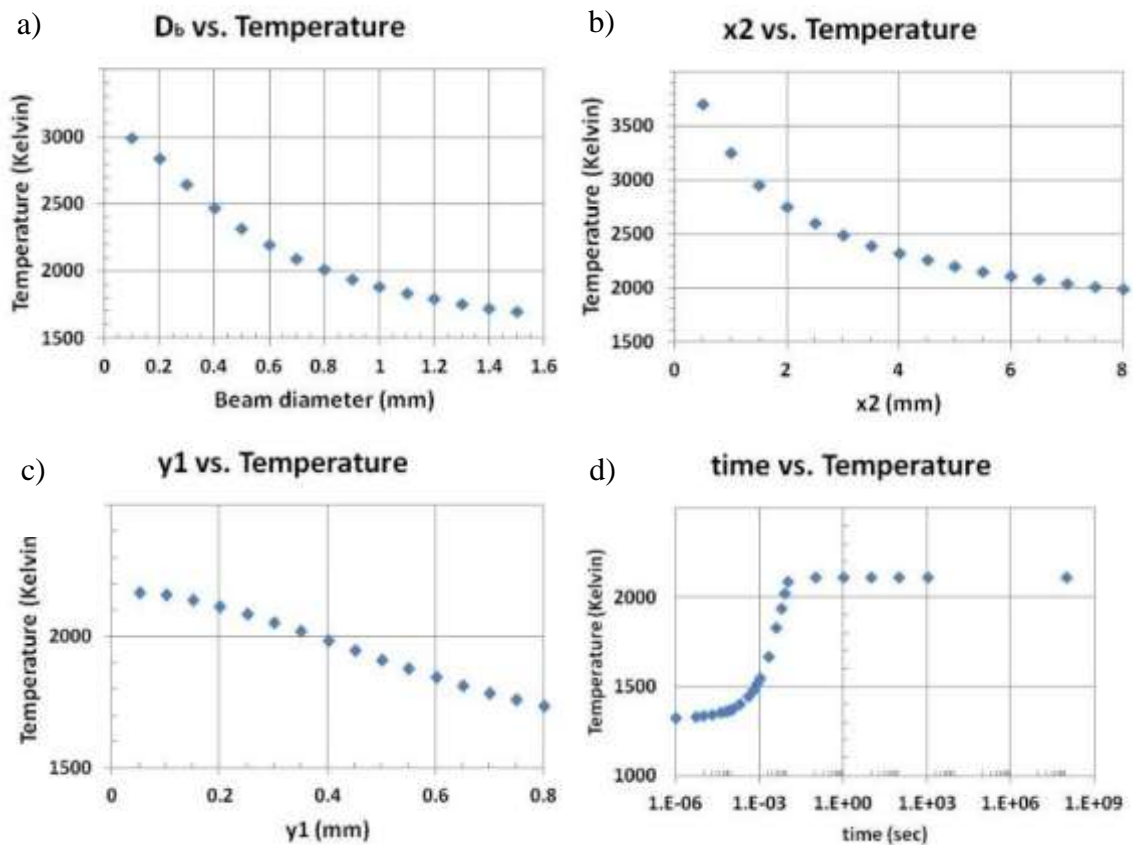 a)
D_b vs. Temperature
Temperature (Kelvin)
3000
2500
2000
1500
0 0.2 0.4 0.6 0.8 1 1.2 1.4 1.6
Beam diameter (mm)
b)
x2 vs. Temperature
Temperature (Kelvin)
3500
3000
2500
2000
1500
0 2 4 6 8
x2 (mm)
c)
y1 vs. Temperature
Temperature (Kelvin
2000
1500
0 0.2 0.4 0.6 0.8
y1 (mm)
d)
time vs. Temperature
Temperature (Kelvin)
2000
1500
1000
1.E-06 1.E-03 1.E+00 1.E+03 1.E+06 1.E+09
time (sec)